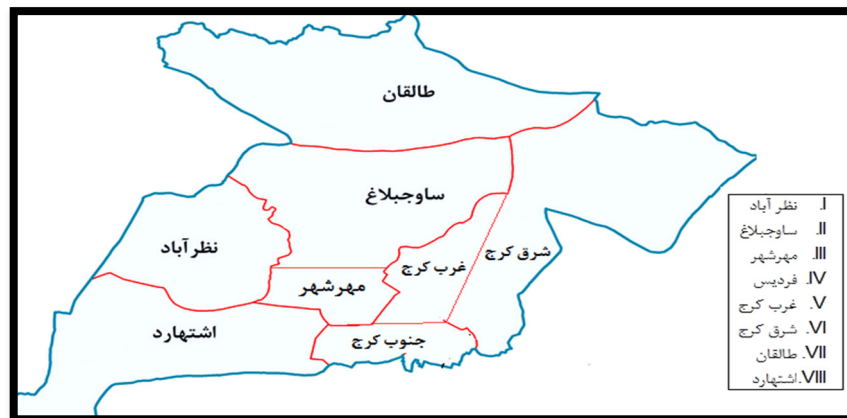 طالقان
ساوجبلاغ
نظرآباد
شرق کرج
غرب کرج
مهرشهر
اشتهارد
جنوب کرج
I. نظر آباد
II. ساوجبلاغ
III. مهرشهر
IV. فردیس
V. غرب کرج
VI. شرق کرج
VII. طالقان
VIII. اشتهارد